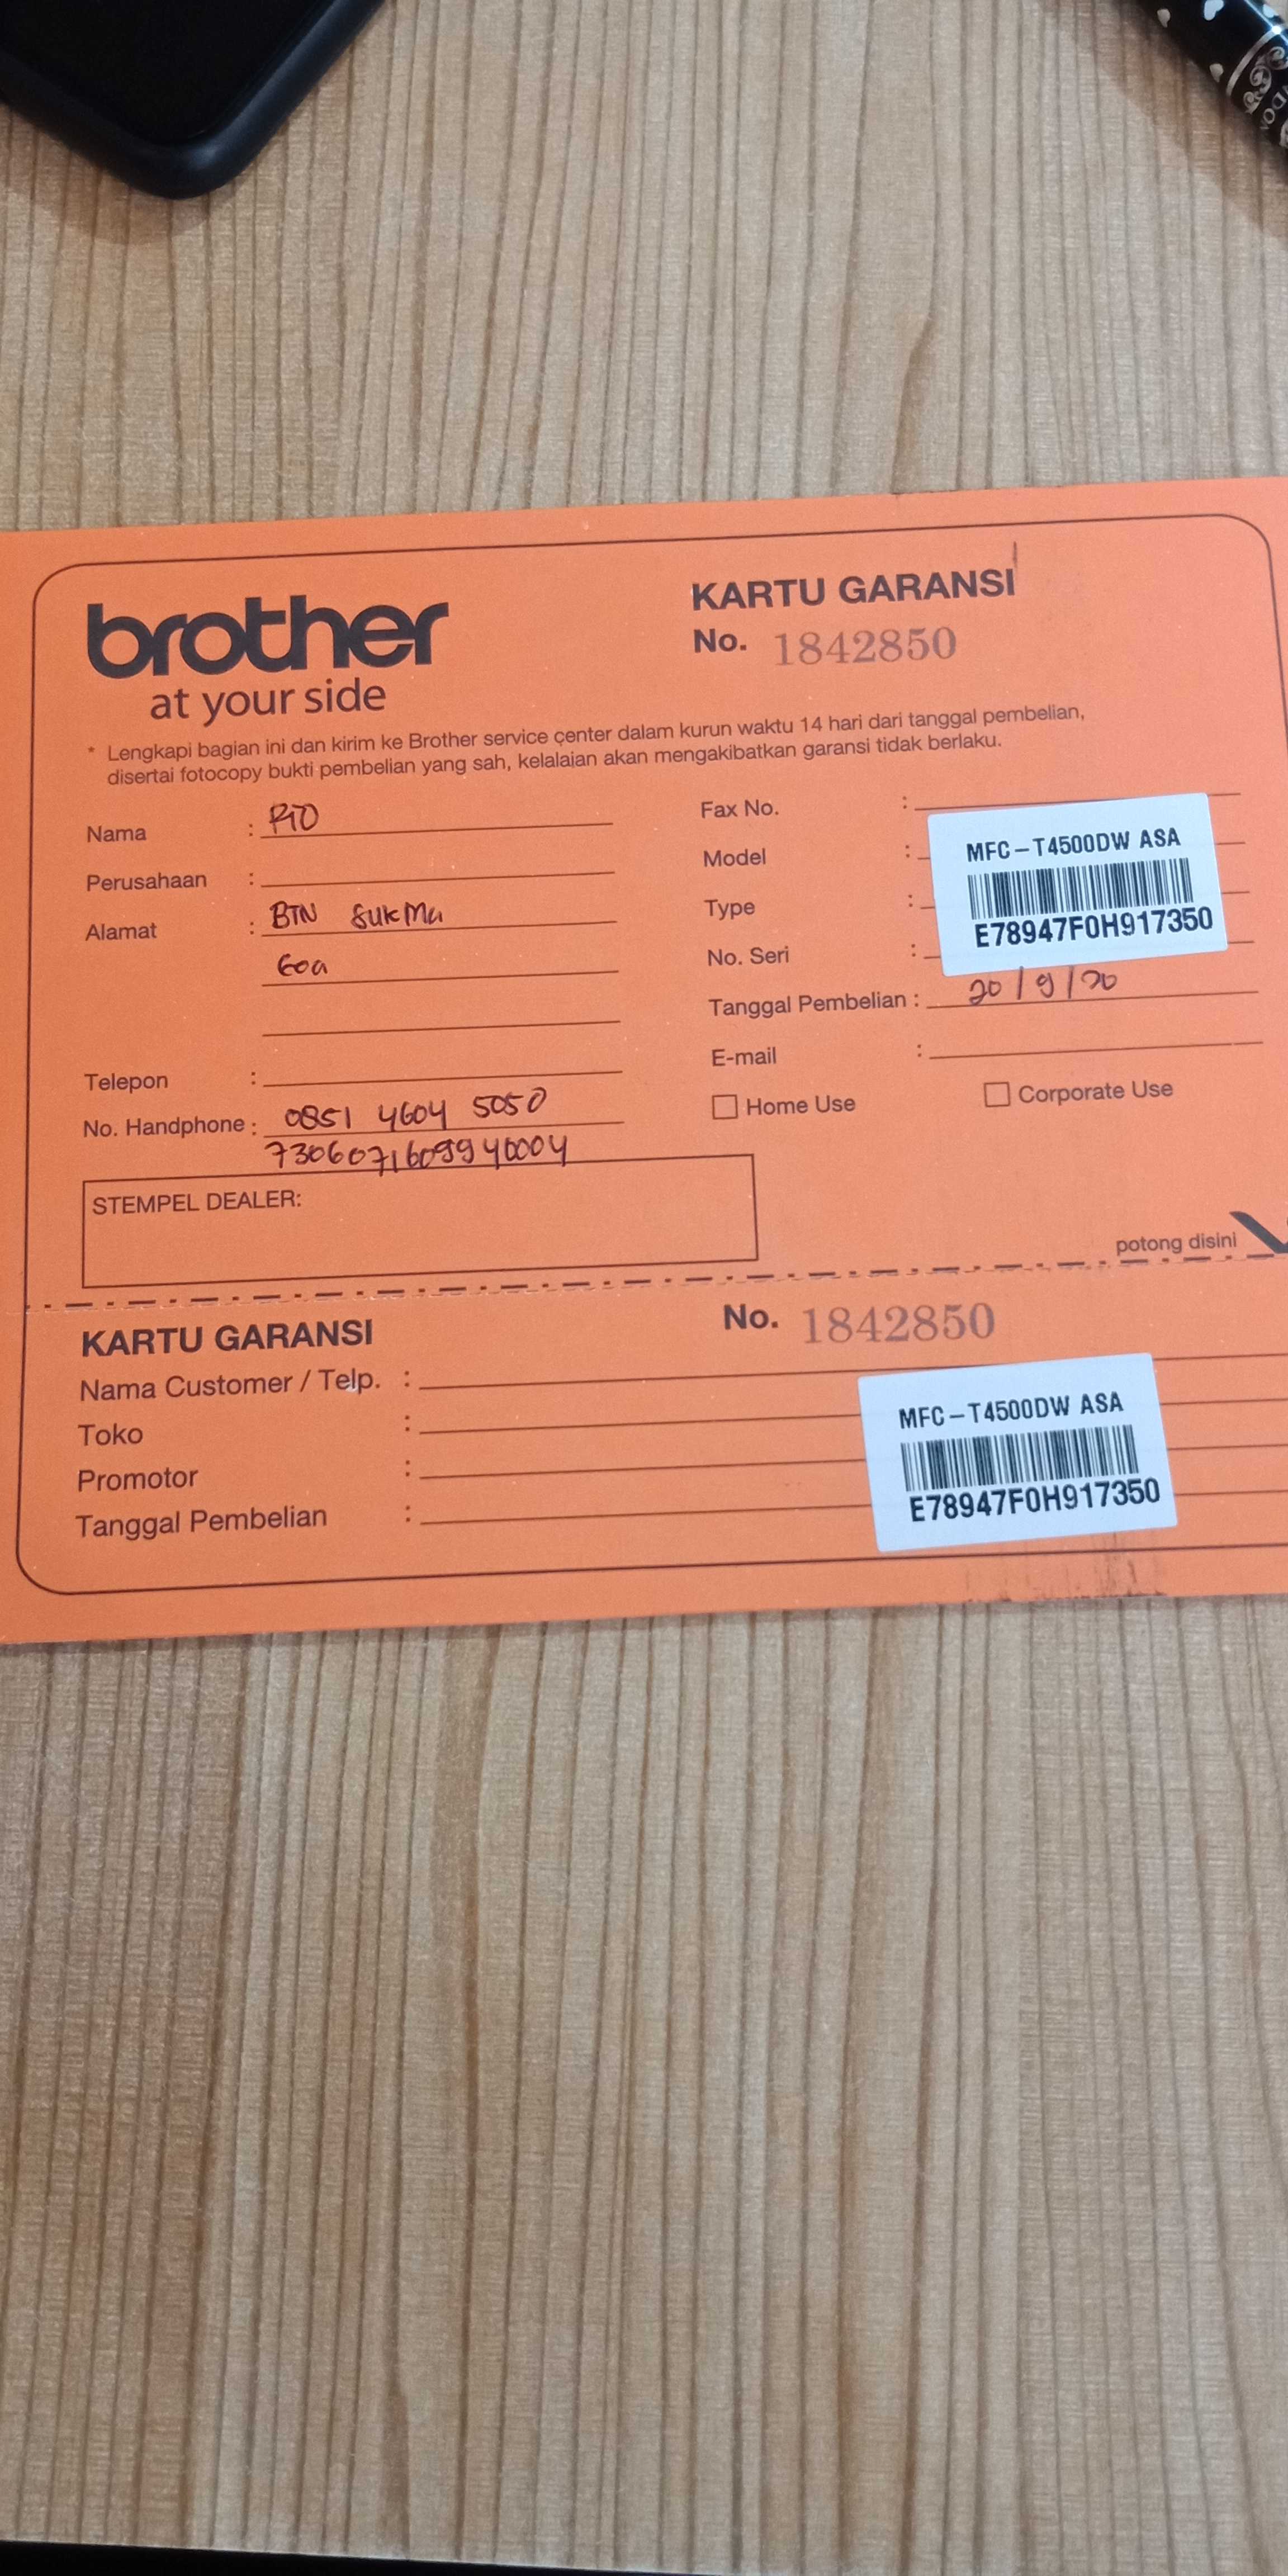 brother
at your side
KARTU GARANSI
No. 1842850
* Lengkapi bagian ini dan kirim ke Brother service center dalam kurun waktu 14 hari dari tanggal pembelian,
disertai fotocopy bukti pembelian yang sah, kelalaian akan mengakibatkan garansi tidak berlaku.
Nama : RIO
Perusahaan :
Alamat : BTN SUKMA
Goa
Telepon :
No. Handphone : 0851 4604 5050
7306071609940004
Fax No. :
Model :
Type :
No. Seri :
MFC-T4500DW ASA
E78947F0H917350
Tanggal Pembelian : 20/9/20
E-mail :
Home Use
Corporate Use
STEMPEL DEALER:
potong disini
KARTU GARANSI
No. 1842850
Nama Customer / Telp. :
Toko :
Promotor :
Tanggal Pembelian :
MFC-T4500DW ASA
E78947F0H917350